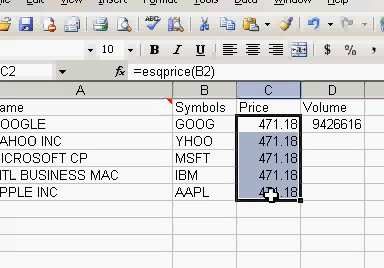 Insert Format Tools Data Window Help
10 B I U $ % ,
C2 fx =esqprice(B2)
A B C D
ame Symbols Price Volume
OOGLE GOOG 471.18 9426616
AHOO INC YHOO 471.18
ICROSOFT CP MSFT 471.18
NTL BUSINESS MAC IBM 471.18
PPLE INC AAPL 471.18